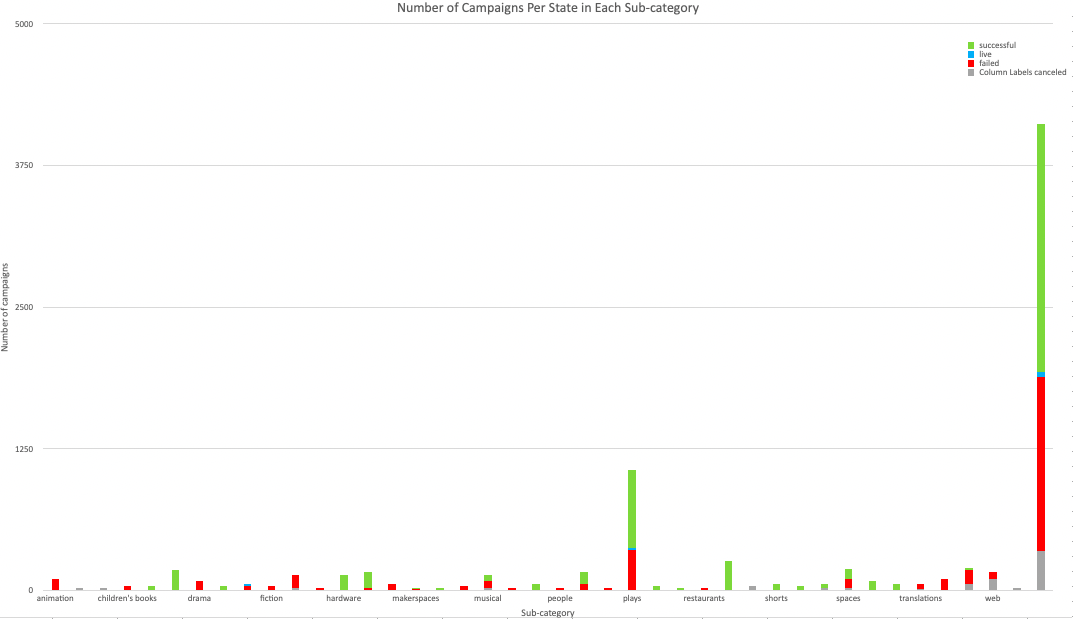 Number of Campaigns Per State in Each Sub-category
5000
successful
live
failed
Column Labels canceled
3750
Number of campaigns
2500
1250
0
animation children's books drama fiction hardware makerspaces musical people plays restaurants shorts spaces translations web
Sub-category